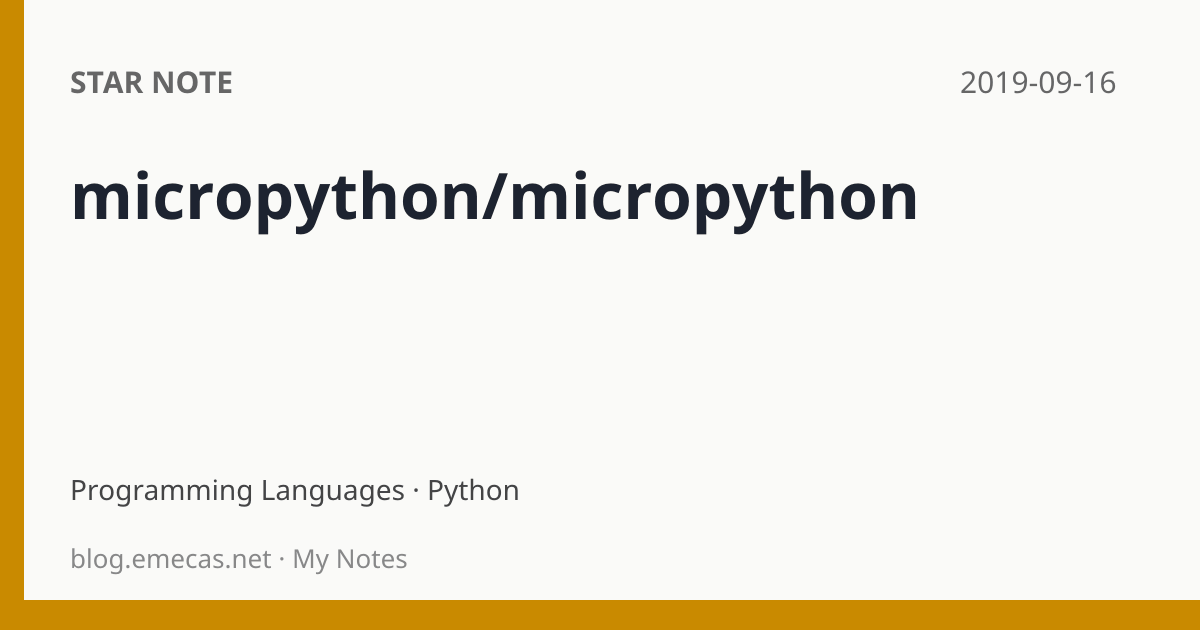 STAR NOTE
2019-09-16
micropython/micropython
Programming Languages · Python
blog.emecas.net · My Notes